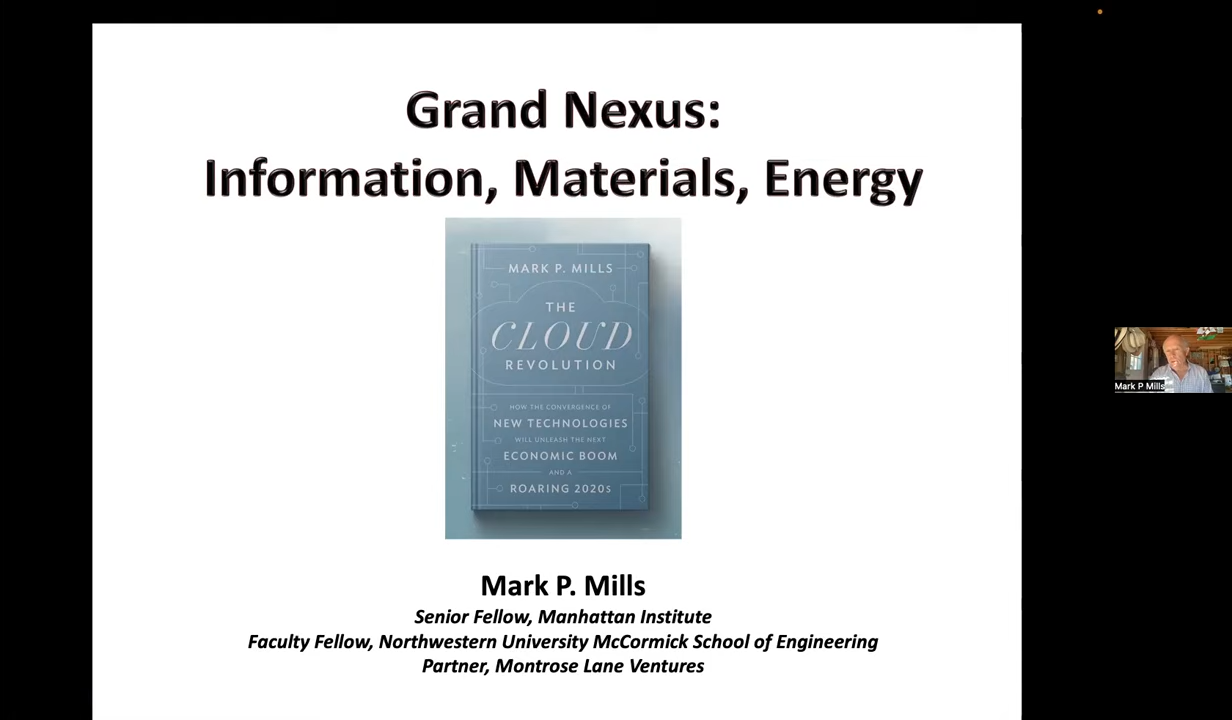 Grand Nexus:
Information, Materials, Energy
MARK P. MILLS
THE
CLOUD
REVOLUTION
HOW THE CONVERGENCE OF
NEW TECHNOLOGIES
WILL UNLEASH THE NEXT
ECONOMIC BOOM
AND A
ROARING 2020s
Mark P. Mills
Senior Fellow, Manhattan Institute
Faculty Fellow, Northwestern University McCormick School of Engineering
Partner, Montrose Lane Ventures
Mark P Mills